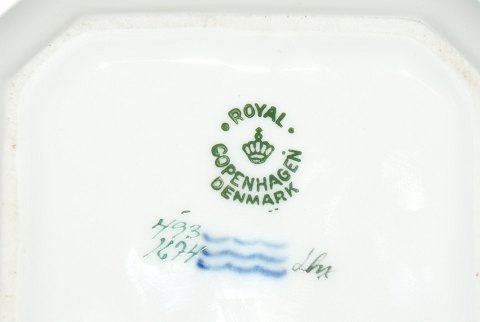 ROYAL
COPENHAGEN
DENMARK
493
1674